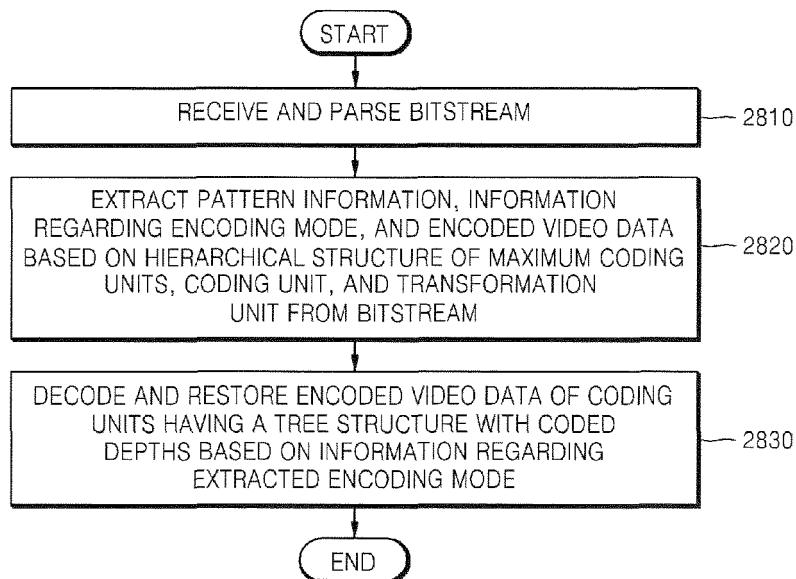 START
RECEIVE AND PARSE BITSTREAM
2810
EXTRACT PATTERN INFORMATION, INFORMATION
REGARDING ENCODING MODE, AND ENCODED VIDEO DATA
BASED ON HIERARCHICAL STRUCTURE OF MAXIMUM CODING
UNITS, CODING UNIT, AND TRANSFORMATION
UNIT FROM BITSTREAM
2820
DECODE AND RESTORE ENCODED VIDEO DATA OF CODING
UNITS HAVING A TREE STRUCTURE WITH CODED
DEPTHS BASED ON INFORMATION REGARDING
EXTRACTED ENCODING MODE
2830
END